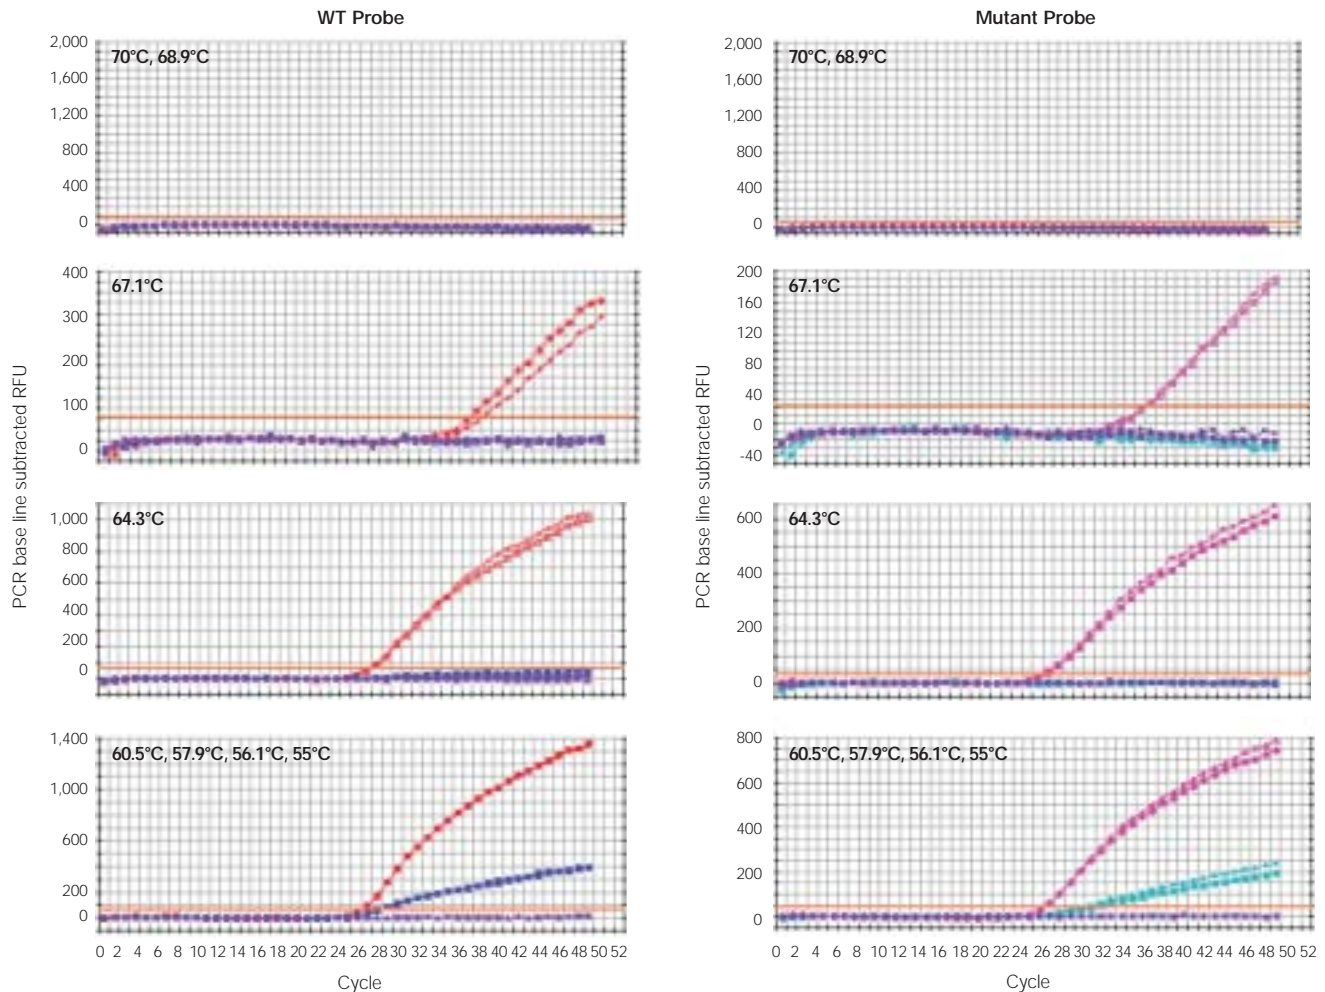 WT Probe
Mutant Probe
PCR base line subtracted RFU
2,000
1,600
1,200
800
400
0
70°C, 68.9°C
400
300
200
100
0
67.1°C
1,000
800
600
400
200
0
64.3°C
1,400
1,000
600
200
0
60.5°C, 57.9°C, 56.1°C, 55°C
0 2 4 6 8 10 12 14 16 18 20 22 24 26 28 30 32 34 36 38 40 42 44 46 48 50 52
Cycle
PCR base line subtracted RFU
2,000
1,600
1,200
800
400
0
70°C, 68.9°C
200
160
120
80
40
0
-40
67.1°C
600
400
200
0
64.3°C
800
600
400
200
0
60.5°C, 57.9°C, 56.1°C, 55°C
0 2 4 6 8 10 12 14 16 18 20 22 24 26 28 30 32 34 36 38 40 42 44 46 48 50 52
Cycle